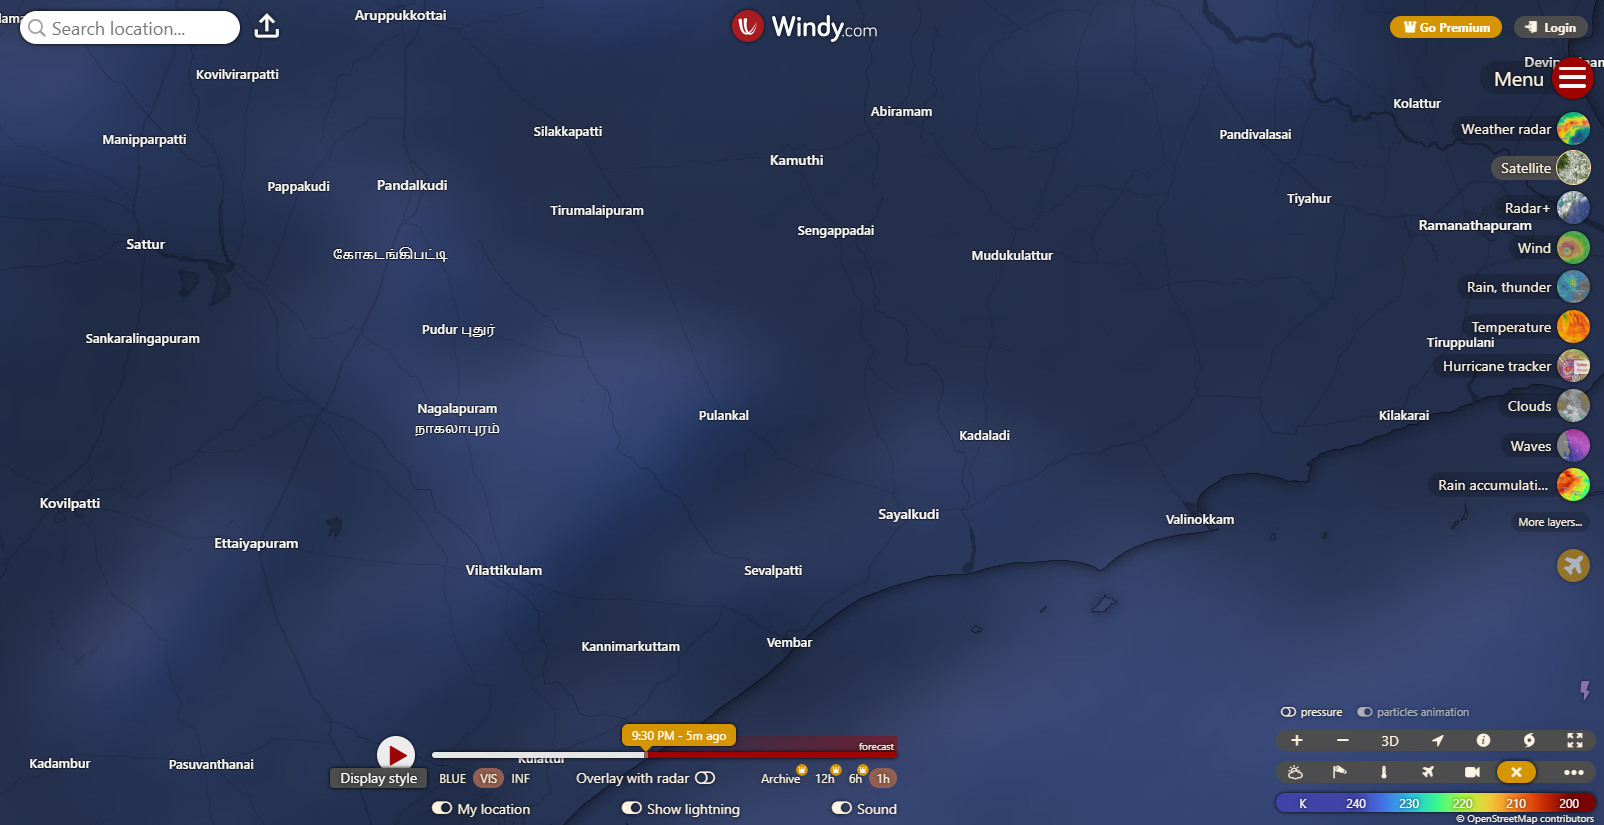 Search location...
Windy.com
Go Premium
Login
Aruppukkottai
Kovilvirarpatti
Menu
Kolattur
Abiramam
Weather radar
Silakkapatti
Pandivalasai
Manipparpatti
Kamuthi
Satellite
Pappakudi
Pandalkudi
Tiyahur
Radar+
Tirumalaipuram
Ramanathapuram
Sengappadai
Sattur
Wind
கோகடங்கிபட்டி
Mudukulattur
Rain, thunder
Temperature
Pudur புதுர்
Sankaralingapuram
Tiruppulani
Hurricane tracker
Clouds
Nagalapuram
நாகலாபுரம்
Pulankal
Kilakarai
Kadaladi
Waves
Rain accumulati...
Kovilpatti
Sayalkudi
Valinokkam
More layers...
Ettaiyapuram
Vilattikulam
Sevalpatti
Kannimarkuttam
Vembar
pressure
particles animation
9:30 PM - 5m ago
forecast
3D
Kadambur
Pasuvanthanai
Kulattur
Display style
BLUE
VIS
INF
Overlay with radar
Archive
12h
6h
1h
My location
Show lightning
Sound
K 240 230 220 210 200
© OpenStreetMap contributors